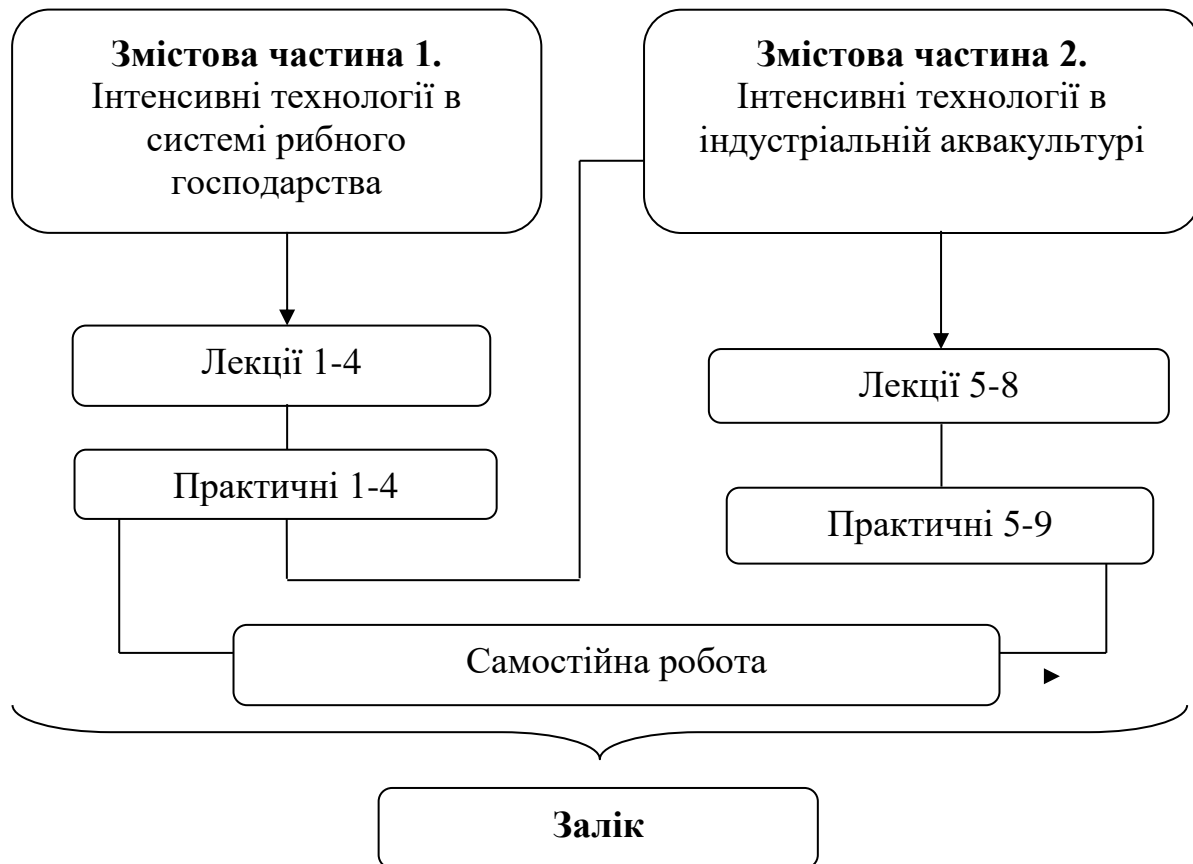 Змістова частина 1.
Інтенсивні технології в
системі рибного
господарства
Змістова частина 2.
Інтенсивні технології в
індустріальній аквакультурі
Лекції 1-4
Лекції 5-8
Практичні 1-4
Практичні 5-9
Самостійна робота
Залік